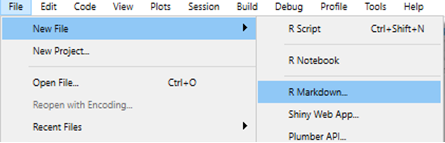 File Edit Code View Plots Session Build Debug Profile Tools Help
New File
New Project...
Open File... Ctrl+O
Reopen with Encoding...
Recent Files
R Script Ctrl+Shift+N
R Notebook
R Markdown...
Shiny Web App...
Plumber API...